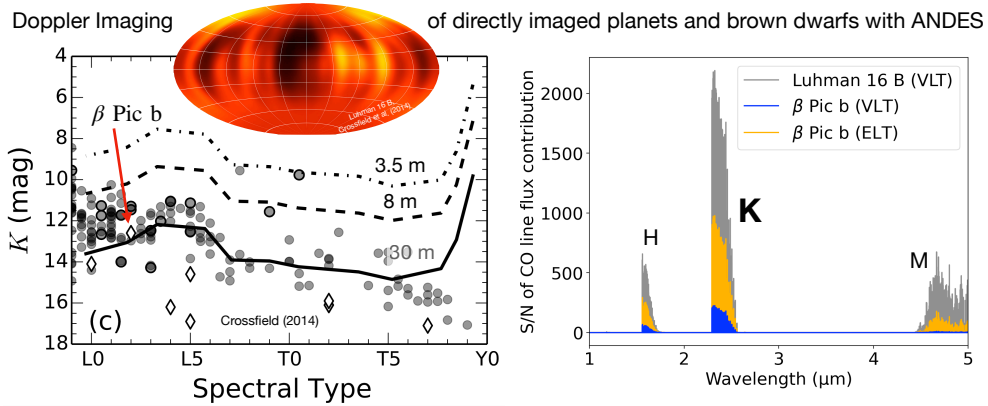 Doppler Imaging of directly imaged planets and brown dwarfs with ANDES
Luhman 16 B
Crossfield et al. (2014)
4
6
8
10
12
14
16
18
K (mag)
β Pic b
3.5 m
8 m
30 m
(c)
Crossfield (2014)
L0
L5
T0
T5
Y0
Spectral Type
S/N of CO line flux contribution
2000
1500
1000
500
0
Luhman 16 B (VLT)
β Pic b (VLT)
β Pic b (ELT)
H
K
M
1
2
3
4
5
Wavelength (μm)